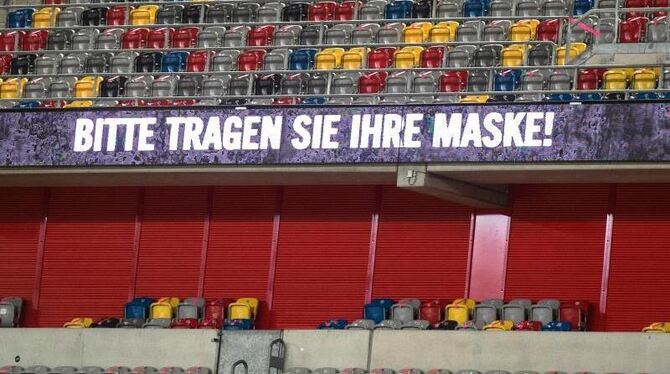 BITTE TRAGEN SIE IHRE MASKE!